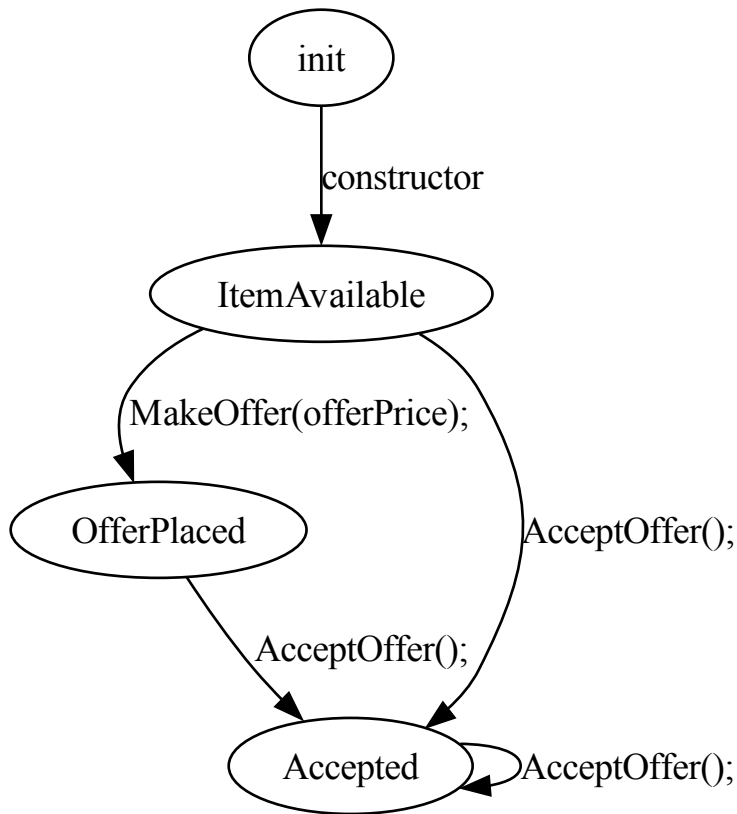 init
constructor
ItemAvailable
MakeOffer(offerPrice);
OfferPlaced
AcceptOffer();
AcceptOffer();
Accepted
AcceptOffer();